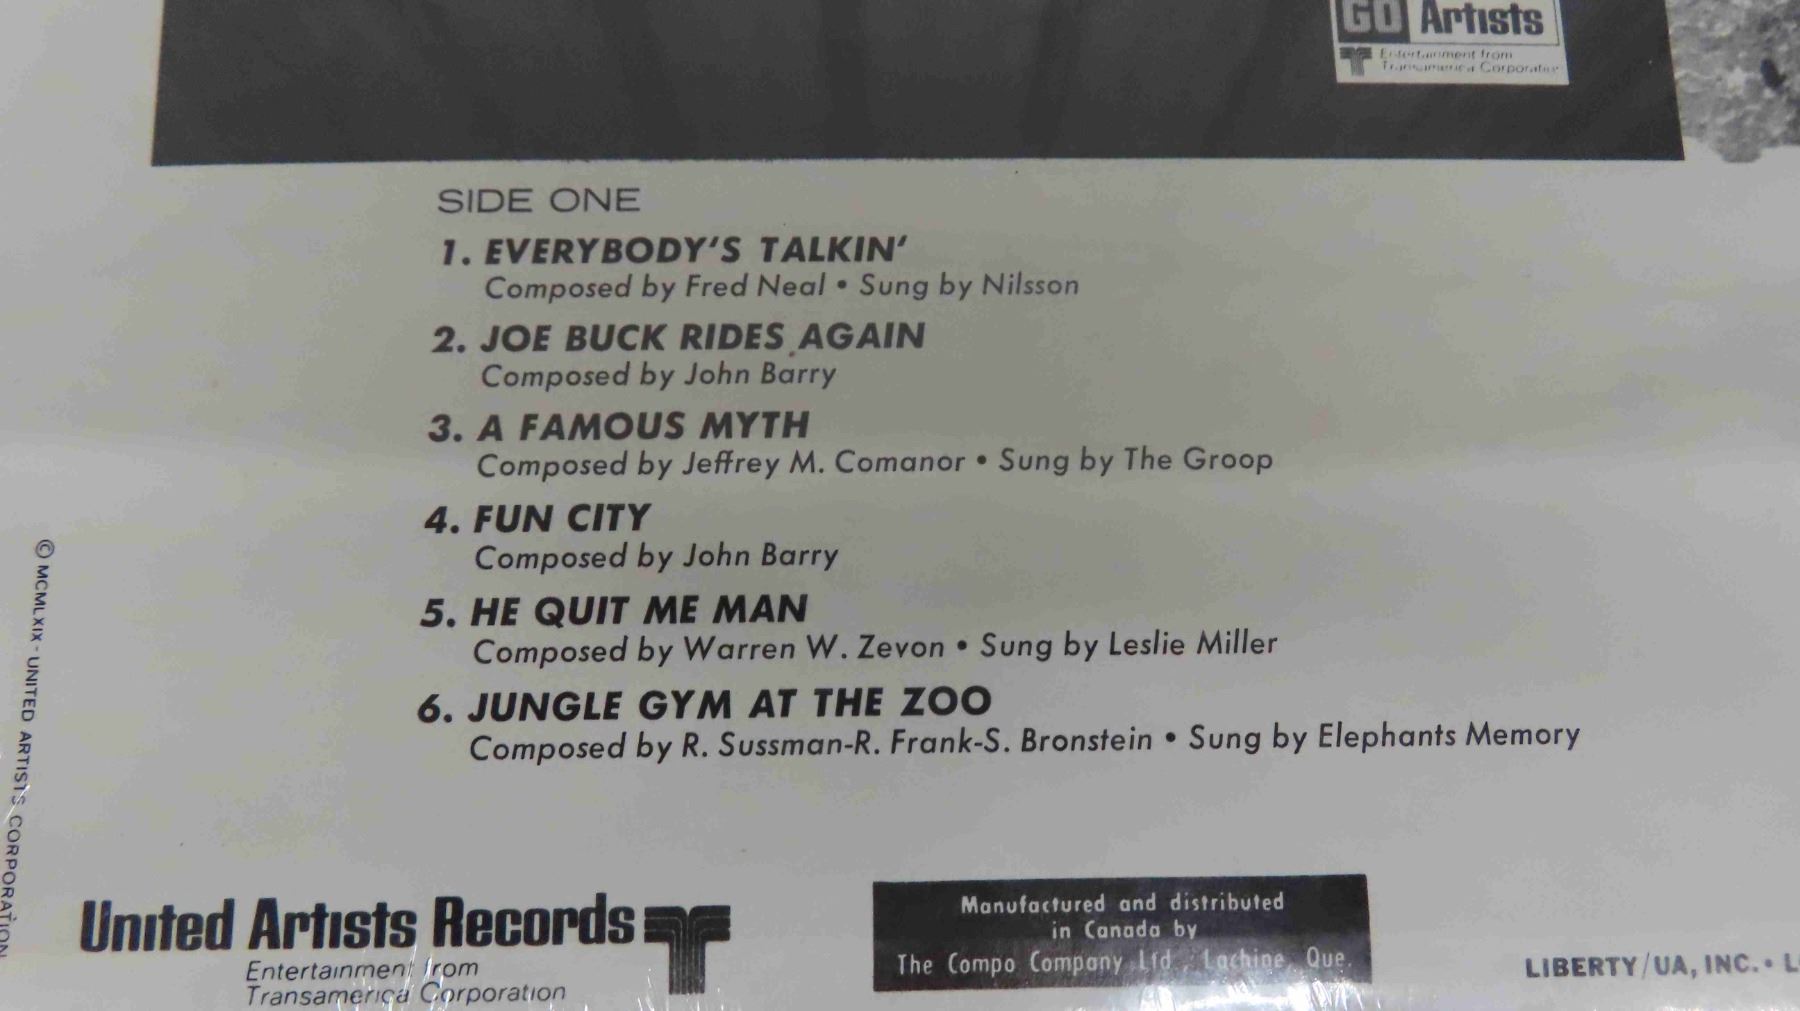 GO Artists
Entertainment from
Transamerica Corporation
SIDE ONE
1. EVERYBODY'S TALKIN'
Composed by Fred Neal • Sung by Nilsson
2. JOE BUCK RIDES AGAIN
Composed by John Barry
3. A FAMOUS MYTH
Composed by Jeffrey M. Comanor • Sung by The Groop
4. FUN CITY
Composed by John Barry
5. HE QUIT ME MAN
Composed by Warren W. Zevon • Sung by Leslie Miller
6. JUNGLE GYM AT THE ZOO
Composed by R. Sussman-R. Frank-S. Bronstein • Sung by Elephants Memory
© MCMLXIX - UNITED ARTISTS CORPORATION
United Artists Records
Entertainment from
Transamerica Corporation
Manufactured and distributed
in Canada by
The Compo Company Ltd., Lachine, Que.
LIBERTY/UA, INC. •